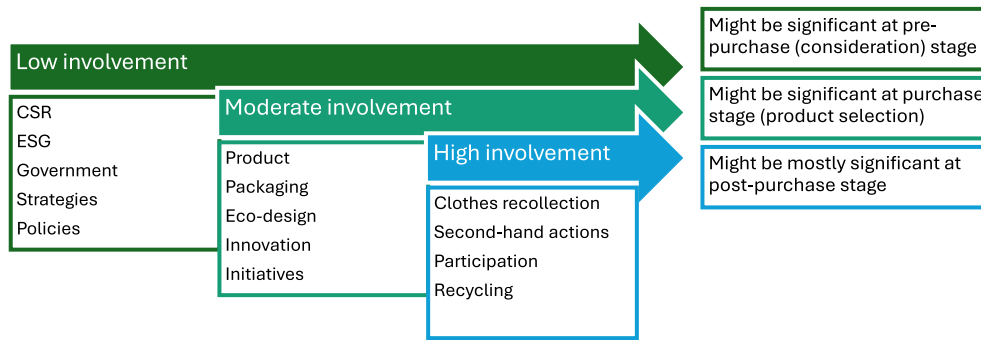 Low involvement
CSR
ESG
Government
Strategies
Policies
Moderate involvement
Product
Packaging
Eco-design
Innovation
Initiatives
High involvement
Clothes recollection
Second-hand actions
Participation
Recycling
Might be significant at pre-
purchase (consideration) stage
Might be significant at purchase
stage (product selection)
Might be mostly significant at
post-purchase stage